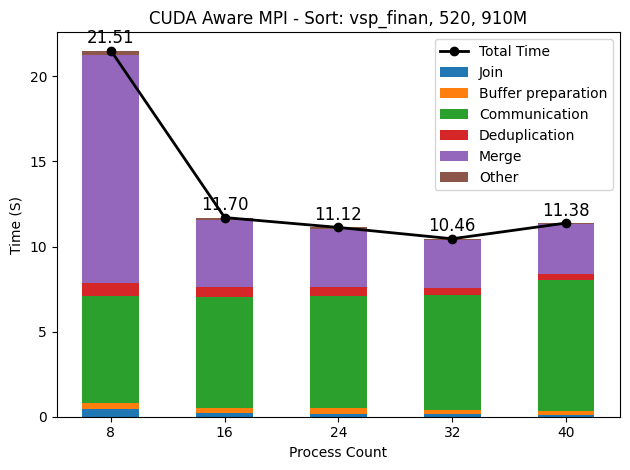 CUDA Aware MPI - Sort: vsp_finan, 520, 910M
Total Time
Join
Buffer preparation
Communication
Deduplication
Merge
Other
21.51
11.70
11.12
10.46
11.38
Time (S)
20
15
10
5
0
8
16
24
32
40
Process Count